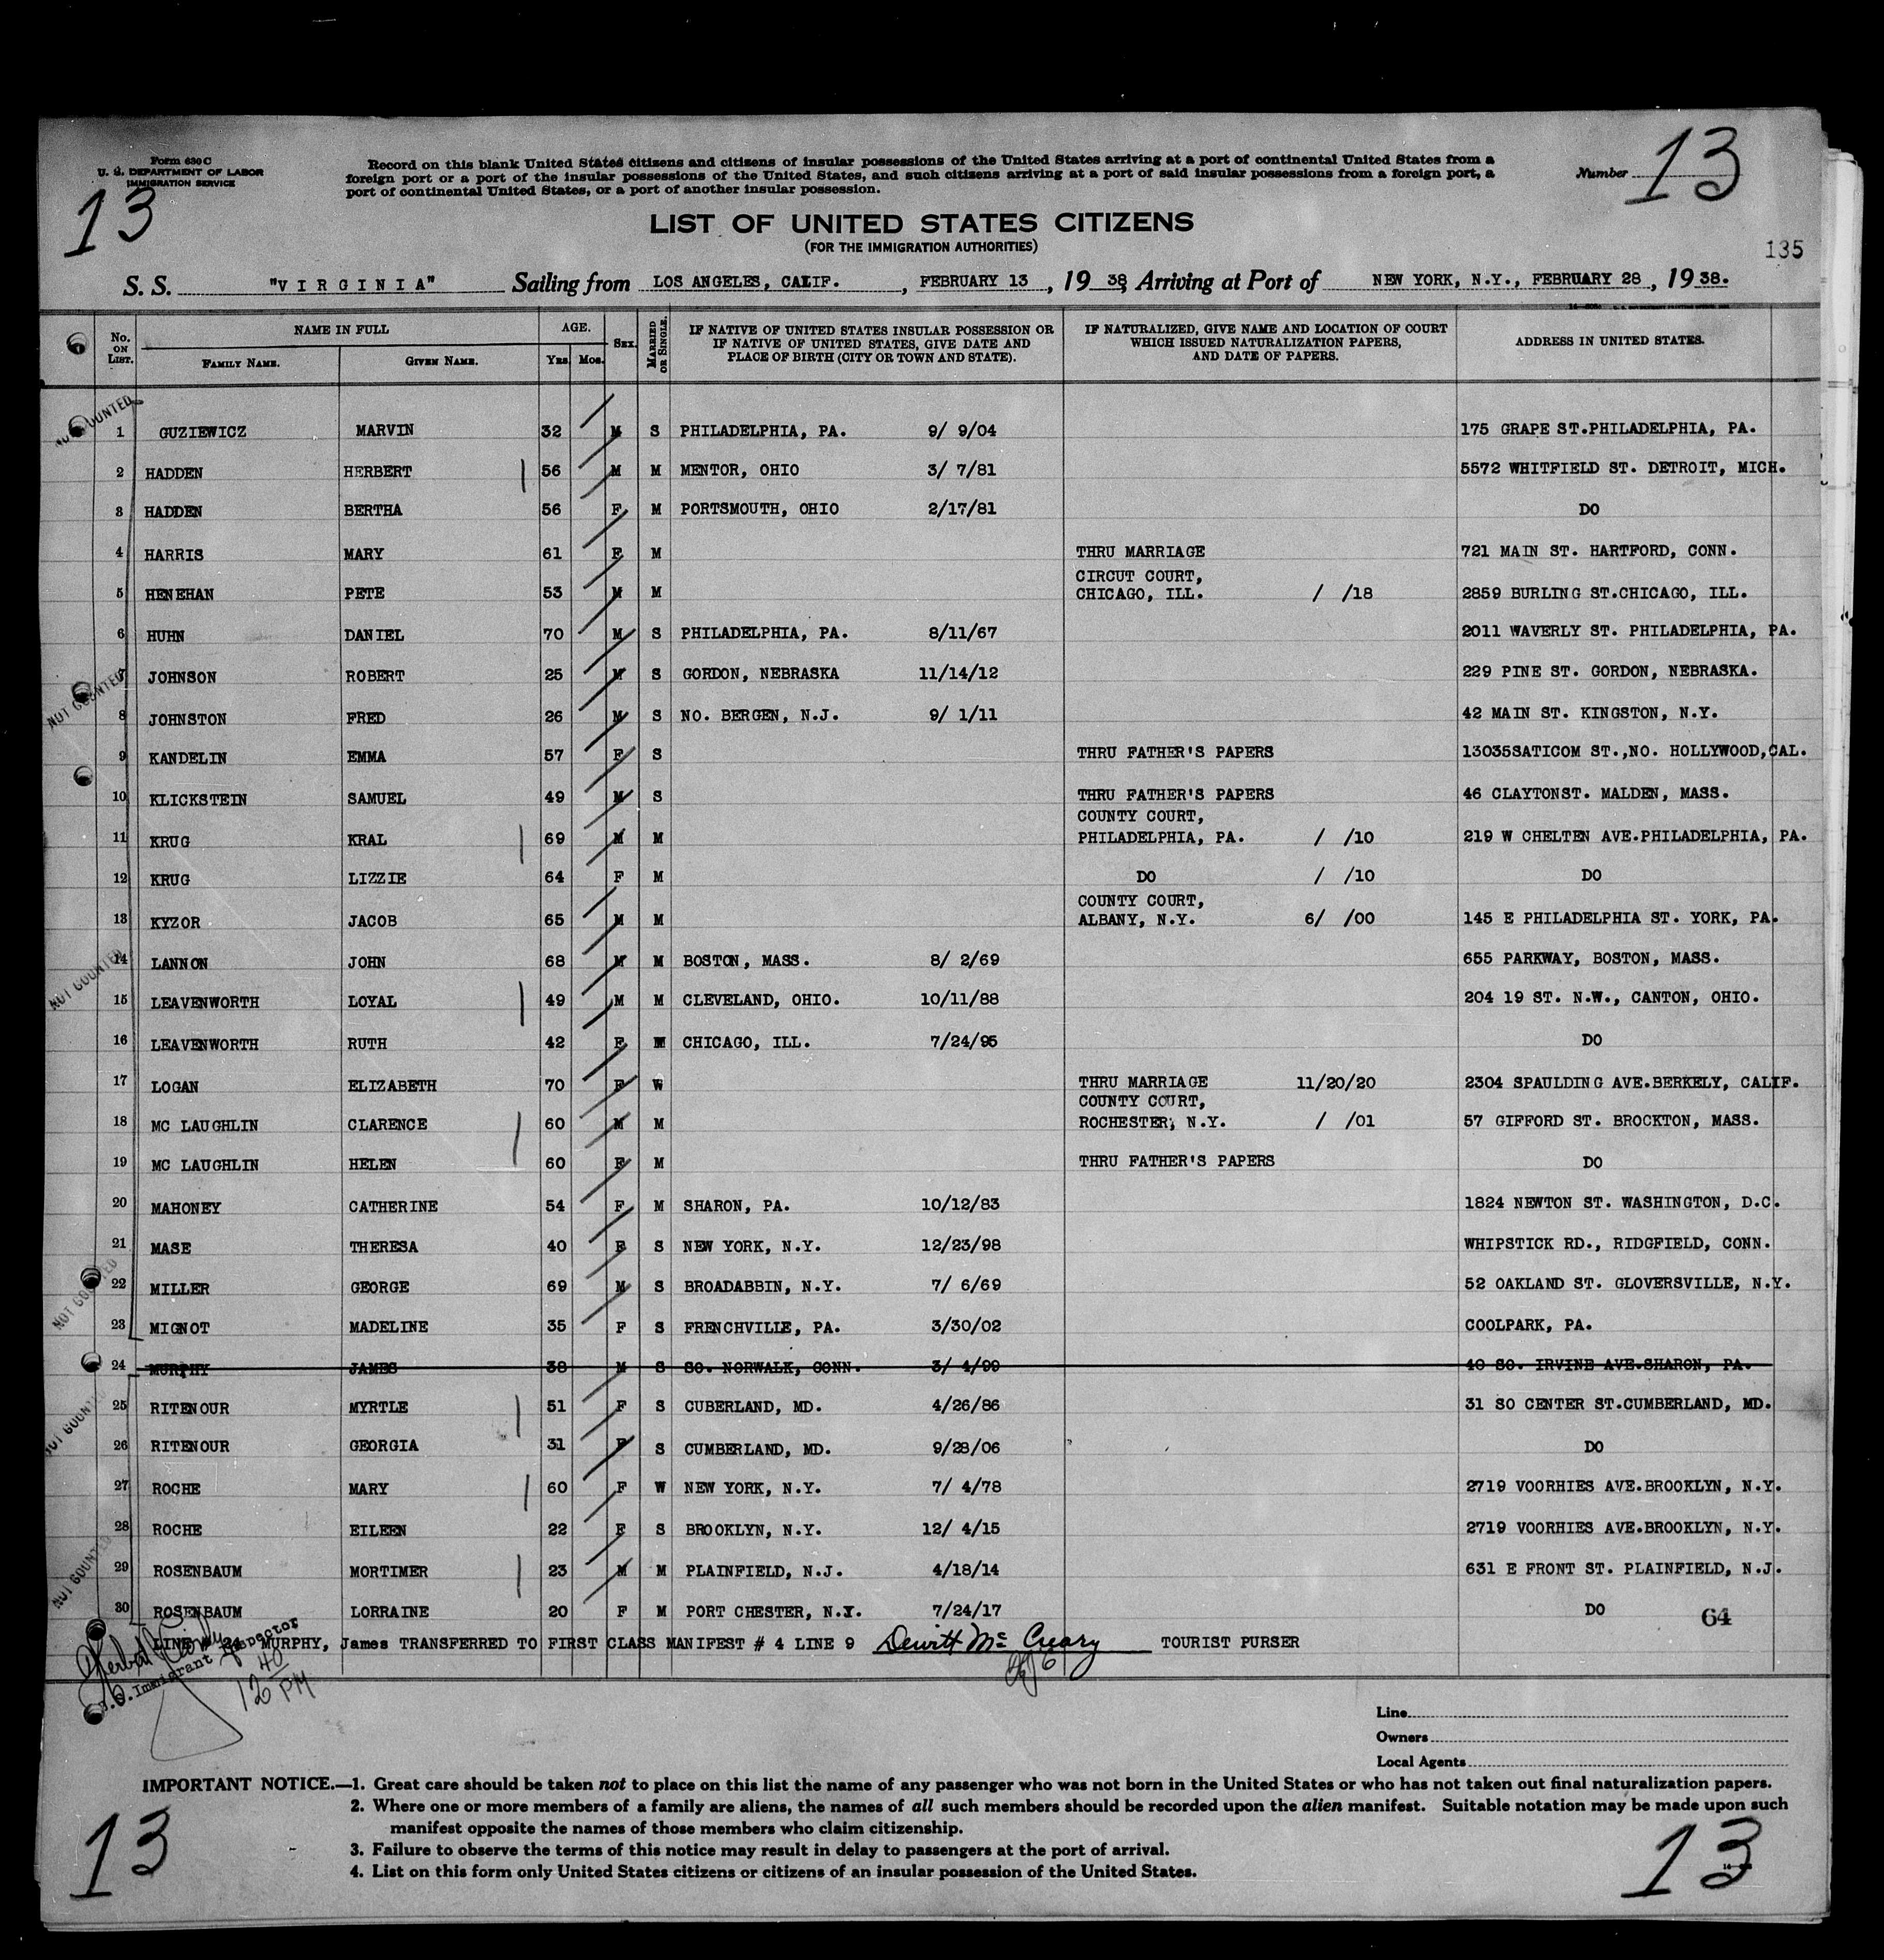 Form 630 C
U. S. DEPARTMENT OF LABOR
IMMIGRATION SERVICE
13
Record on this blank United States citizens and citizens of insular possessions of the United States arriving at a port of continental United States from a
foreign port or a port of the insular possessions of the United States, and such citizens arriving at a port of said insular possessions from a foreign port, a
port of continental United States, or a port of another insular possession.
Number 13
LIST OF UNITED STATES CITIZENS
(FOR THE IMMIGRATION AUTHORITIES)
135
S. S. "V I R G I N I A" Sailing from LOS ANGELES, CALIF. , FEBRUARY 13 , 19 38, Arriving at Port of NEW YORK, N.Y., FEBRUARY 28 , 19 38.
No. ON LIST. NAME IN FULL FAMILY NAME. GIVEN NAME. AGE. Yrs. Mos. SEX. MARRIED OR SINGLE. IF NATIVE OF UNITED STATES INSULAR POSSESSION OR IF NATIVE OF UNITED STATES, GIVE DATE AND PLACE OF BIRTH (CITY OR TOWN AND STATE). IF NATURALIZED, GIVE NAME AND LOCATION OF COURT WHICH ISSUED NATURALIZATION PAPERS, AND DATE OF PAPERS. ADDRESS IN UNITED STATES.
NOT COUNTED
1 GUZIEWICZ MARVIN 32 M S PHILADELPHIA, PA. 9/ 9/04 175 GRAPE ST.PHILADELPHIA, PA.
2 HADDEN HERBERT 56 M M MENTOR, OHIO 3/ 7/81 5572 WHITFIELD ST. DETROIT, MICH.
3 HADDEN BERTHA 56 F M PORTSMOUTH, OHIO 2/17/81 DO
4 HARRIS MARY 61 F M THRU MARRIAGE 721 MAIN ST. HARTFORD, CONN.
CIRCUT COURT,
5 HENEHAN PETE 53 M M CHICAGO, ILL. / /18 2859 BURLING ST.CHICAGO, ILL.
6 HUHN DANIEL 70 M S PHILADELPHIA, PA. 8/11/67 2011 WAVERLY ST. PHILADELPHIA, PA.
7 JOHNSON ROBERT 25 M S GORDON, NEBRASKA 11/14/12 229 PINE ST. GORDON, NEBRASKA.
NOT COUNTED
8 JOHNSTON FRED 26 M S NO. BERGEN, N.J. 9/ 1/11 42 MAIN ST. KINGSTON, N.Y.
9 KANDELIN EMMA 57 F S THRU FATHER'S PAPERS 13035SATICOM ST.,NO. HOLLYWOOD,CAL.
10 KLICKSTEIN SAMUEL 49 M S THRU FATHER'S PAPERS 46 CLAYTONST. MALDEN, MASS.
COUNTY COURT,
11 KRUG KRAL 69 M M PHILADELPHIA, PA. / /10 219 W CHELTEN AVE.PHILADELPHIA, PA.
12 KRUG LIZZIE 64 F M DO / /10 DO
COUNTY COURT,
13 KYZOR JACOB 65 M M ALBANY, N.Y. 6/ /00 145 E PHILADELPHIA ST. YORK, PA.
14 LANNON JOHN 68 M M BOSTON, MASS. 8/ 2/69 655 PARKWAY, BOSTON, MASS.
NOT COUNTED
15 LEAVENWORTH LOYAL 49 M M CLEVELAND, OHIO. 10/11/88 204 19 ST. N.W., CANTON, OHIO.
16 LEAVENWORTH RUTH 42 F M CHICAGO, ILL. 7/24/95 DO
17 LOGAN ELIZABETH 70 F W THRU MARRIAGE 11/20/20 2304 SPAULDING AVE.BERKELY, CALIF.
COUNTY COURT,
18 MC LAUGHLIN CLARENCE 60 M M ROCHESTER, N.Y. / /01 57 GIFFORD ST. BROCKTON, MASS.
19 MC LAUGHLIN HELEN 60 F M THRU FATHER'S PAPERS DO
20 MAHONEY CATHERINE 54 F M SHARON, PA. 10/12/83 1824 NEWTON ST. WASHINGTON, D.C.
21 MASE THERESA 40 F S NEW YORK, N.Y. 12/23/98 WHIPSTICK RD., RIDGFIELD, CONN.
22 MILLER GEORGE 69 M S BROADABBIN, N.Y. 7/ 6/69 52 OAKLAND ST. GLOVERSVILLE, N.Y.
NOT COUNTED
23 MIGNOT MADELINE 35 F S FRENCHVILLE, PA. 3/30/02 COOLPARK, PA.
24 MURPHY JAMES 38 M S SO. NORWALK, CONN. 3/ 4/99 40 SO. IRVINE AVE.SHARON, PA.
25 RITENOUR MYRTLE 51 F S CUBERLAND, MD. 4/26/86 31 SO CENTER ST.CUMBERLAND, MD.
NOT COUNTED
26 RITENOUR GEORGIA 31 F S CUMBERLAND, MD. 9/28/06 DO
27 ROCHE MARY 60 F W NEW YORK, N.Y. 7/ 4/78 2719 VOORHIES AVE.BROOKLYN, N.Y.
28 ROCHE EILEEN 22 F S BROOKLYN, N.Y. 12/ 4/15 2719 VOORHIES AVE.BROOKLYN, N.Y.
29 ROSENBAUM MORTIMER 23 M M PLAINFIELD, N.J. 4/18/14 631 E FRONT ST. PLAINFIELD, N.J.
NOT COUNTED
30 ROSENBAUM LORRAINE 20 F M PORT CHESTER, N.Y. 7/24/17 DO 64
LINE # 24 MURPHY, James TRANSFERRED TO FIRST CLASS MANIFEST # 4 LINE 9 Dewitt Mc Creary TOURIST PURSER
Immigrant Inspector
40
12 PM
Line
Owners
Local Agents
IMPORTANT NOTICE.—1. Great care should be taken not to place on this list the name of any passenger who was not born in the United States or who has not taken out final naturalization papers.
2. Where one or more members of a family are aliens, the names of all such members should be recorded upon the alien manifest. Suitable notation may be made upon such
manifest opposite the names of those members who claim citizenship.
3. Failure to observe the terms of this notice may result in delay to passengers at the port of arrival.
4. List on this form only United States citizens or citizens of an insular possession of the United States.
13
13